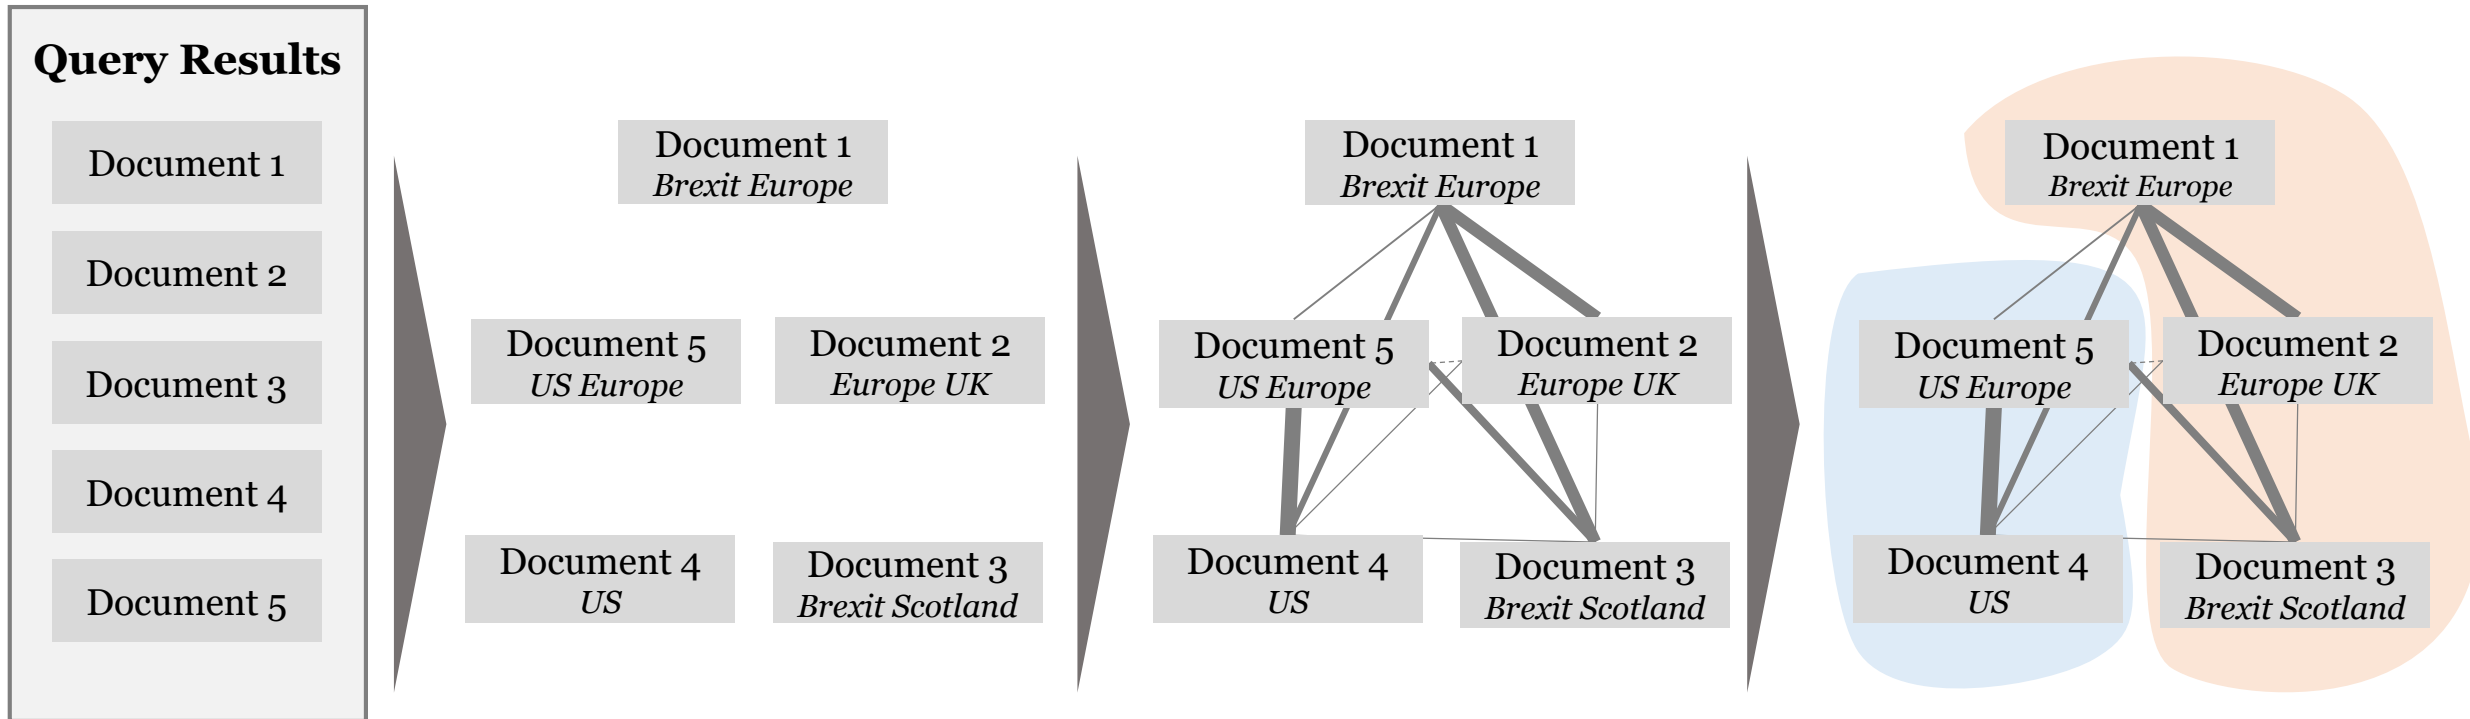 Query Results
Document 1
Document 2
Document 3
Document 4
Document 5
Document 1
Brexit Europe
Document 5
US Europe
Document 2
Europe UK
Document 4
US
Document 3
Brexit Scotland
Document 1
Brexit Europe
Document 5
US Europe
Document 2
Europe UK
Document 4
US
Document 3
Brexit Scotland
Document 1
Brexit Europe
Document 5
US Europe
Document 2
Europe UK
Document 4
US
Document 3
Brexit Scotland